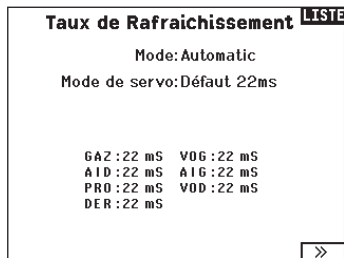 Taux de Rafraichissement LISTE
Mode:Automatic
Mode de servo:Défaut 22ms
GAZ:22 mS VOG:22 mS
AID:22 mS AIG:22 mS
PRO:22 mS VOD:22 mS
DER:22 mS
»